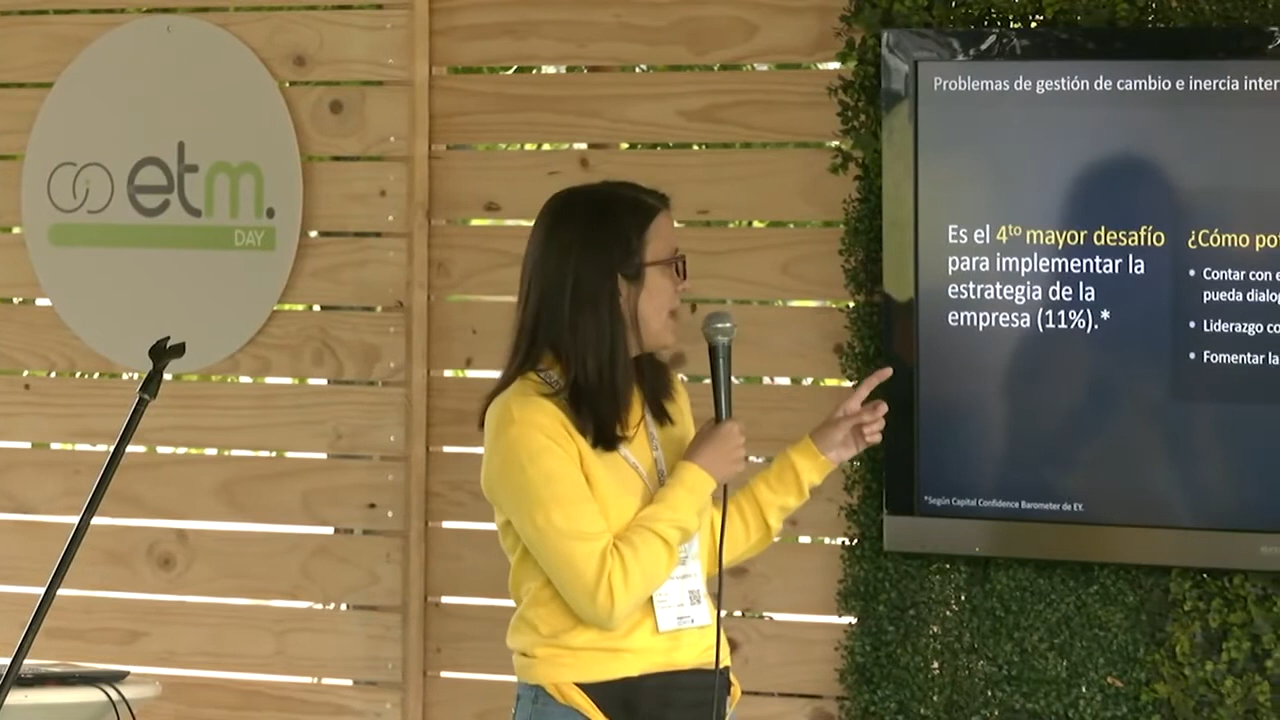 etm.
DAY
Problemas de gestión de cambio e inercia inter
Es el 4to mayor desafío
para implementar la
estrategia de la
empresa (11%).*
¿Cómo pot
• Contar con e
pueda dialog
• Liderazgo co
• Fomentar la
*Según Capital Confidence Barometer de EY.